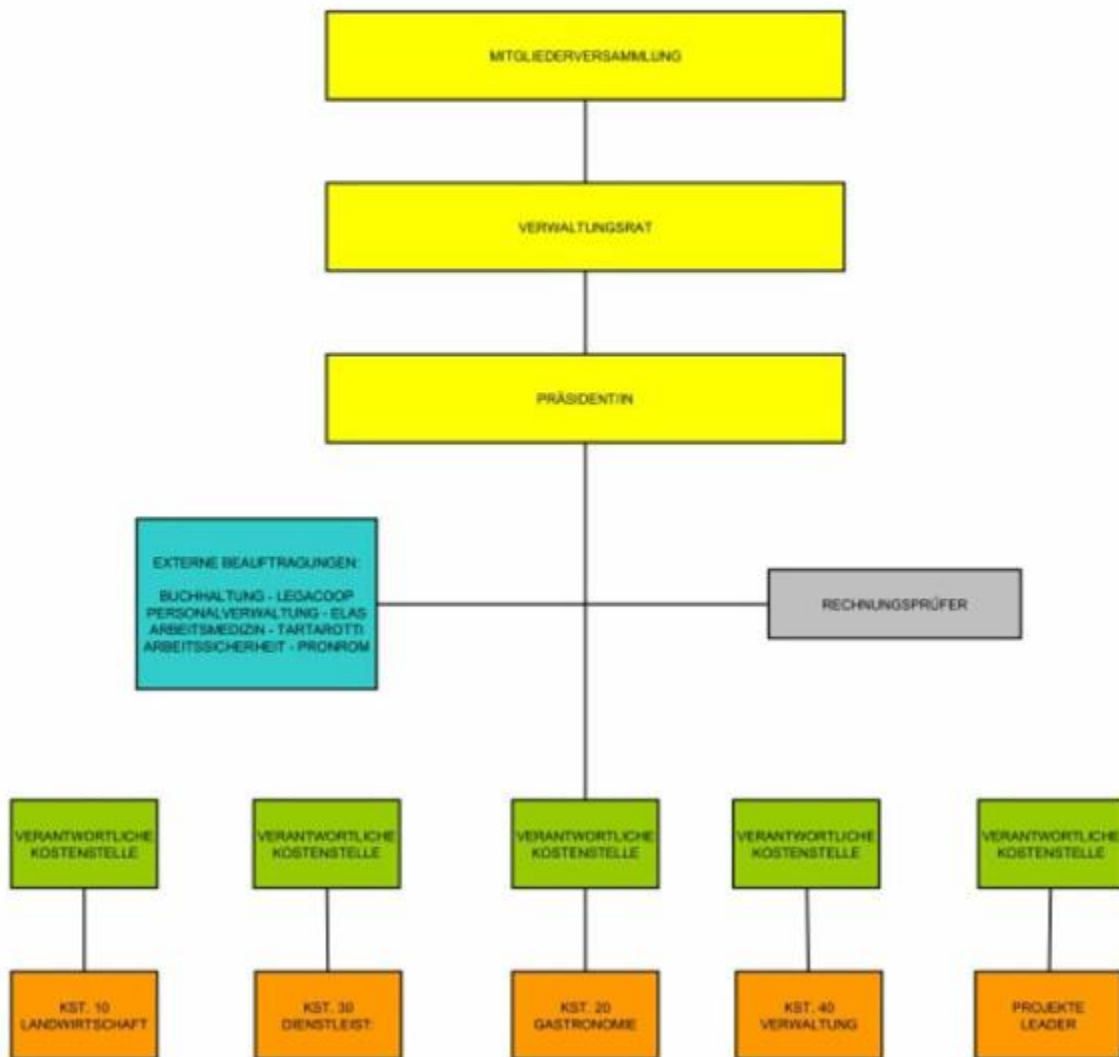 MITGLIEDERVERSAMMLUNG
VERWALTUNGSRAT
PRÄSIDENT/IN
EXTERNE BEAUFTRAGUNGEN:
BUCHHALTUNG - LEGACOOP
PERSONALVERWALTUNG - ELAS
ARBEITSMEDIZIN - TARTAROTTI
ARBEITSSICHERHEIT - PRONROM
RECHNUNGSPRÜFER
VERANTWORTLICHE
KOSTENSTELLE
VERANTWORTLICHE
KOSTENSTELLE
VERANTWORTLICHE
KOSTENSTELLE
VERANTWORTLICHE
KOSTENSTELLE
VERANTWORTLICHE
KOSTENSTELLE
KST. 10
LANDWIRTSCHAFT
KST. 30
DIENSTLEIST:
KST. 20
GASTRONOMIE
KST. 40
VERWALTUNG
PROJEKTE
LEADER